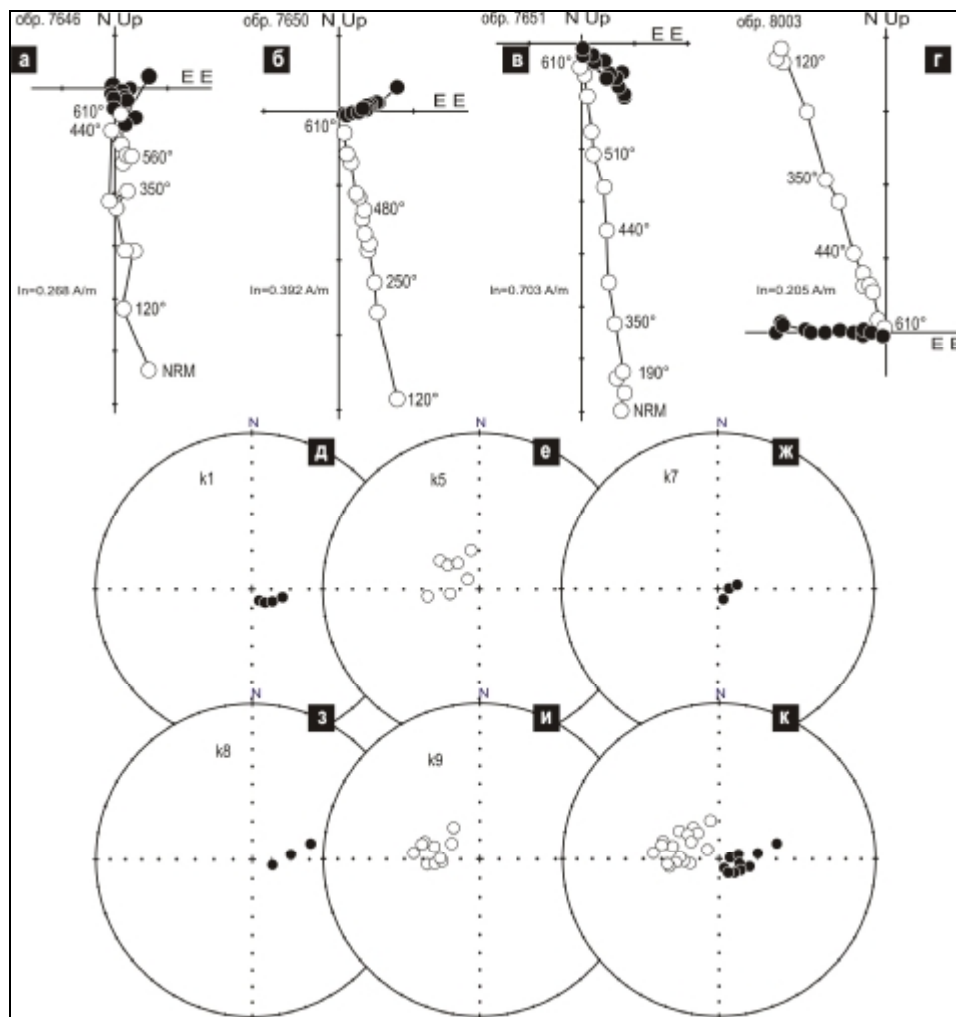 обр. 7646 N Up
а
E E
610°
440°
560°
350°
In=0.268 A/m
120°
NRM
обр. 7650 N Up
б
E E
610°
480°
In=0.392 A/m
250°
120°
обр. 7651 N Up
в
E E
610°
510°
440°
In=0.703 A/m
350°
190°
NRM
обр. 8003 N Up
г
120°
350°
440°
In=0.205 A/m
610°
E E
N
д
k1
N
е
k5
N
ж
k7
N
з
k8
N
и
k9
N
к